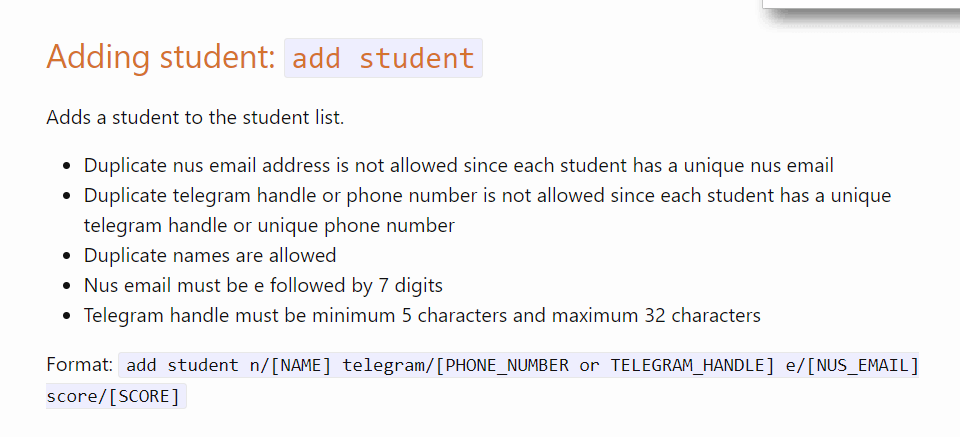 Adding student: add student
Adds a student to the student list.
Duplicate nus email address is not allowed since each student has a unique nus email
Duplicate telegram handle or phone number is not allowed since each student has a unique
telegram handle or unique phone number
Duplicate names are allowed
Nus email must be e followed by 7 digits
Telegram handle must be minimum 5 characters and maximum 32 characters
Format: add student n/[NAME] telegram/[PHONE_NUMBER or TELEGRAM_HANDLE] e/[NUS_EMAIL]
score/[SCORE]